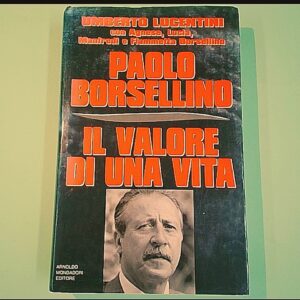 UMBERTO LUCENTINI
con Agnese, Lucia,
Manfredi e Fiammetta Borsellino
PAOLO
BORSELLINO
IL VALORE
DI UNA VITA
ARNOLDO
MONDADORI
EDITORE